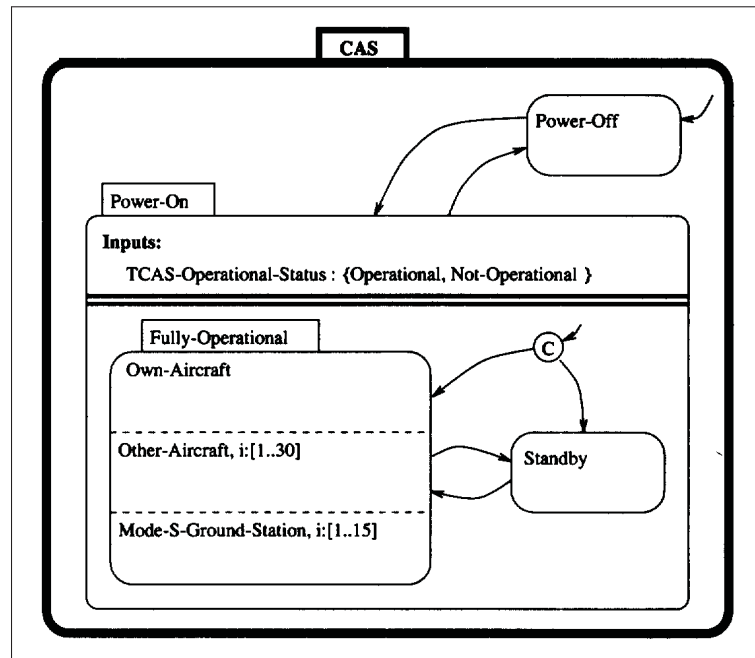 CAS
Power-Off
Power-On
Inputs:
TCAS-Operational-Status : {Operational, Not-Operational }
Fully-Operational
C
Own-Aircraft
Other-Aircraft, i:[1..30]
Standby
Mode-S-Ground-Station, i:[1..15]